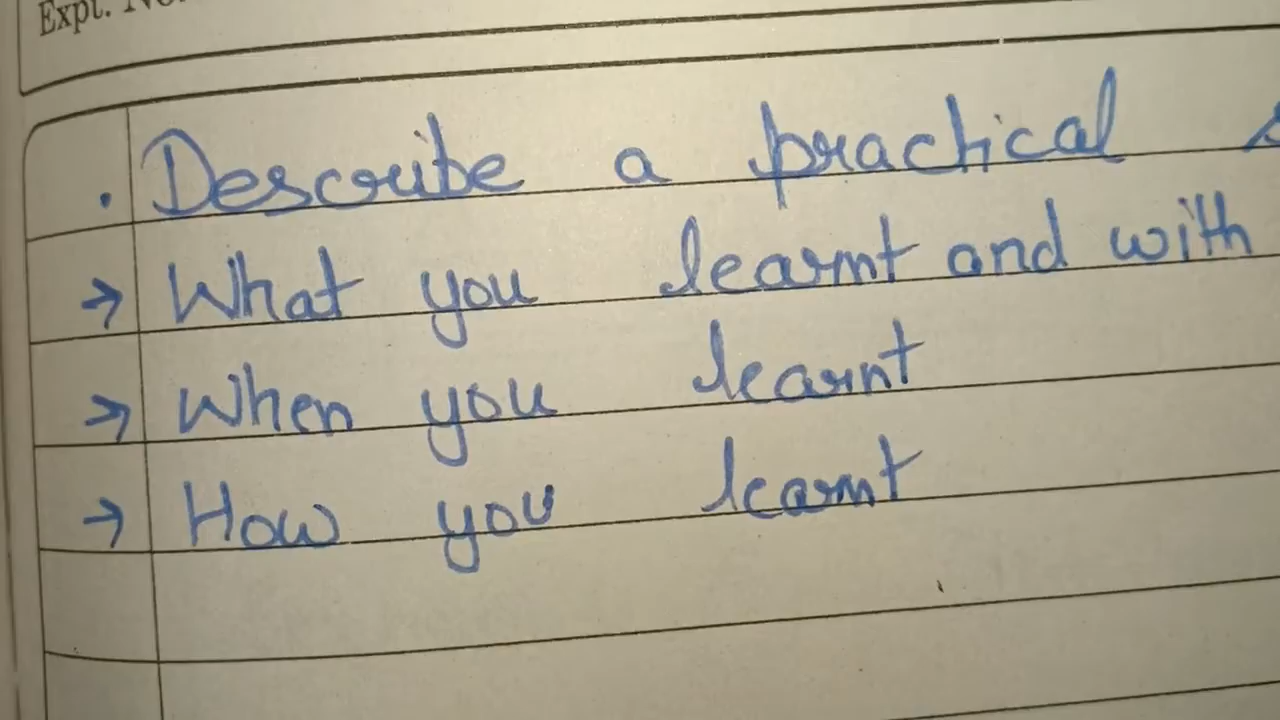 Expt. No.
. Describe a practical
→ What you learnt and with
→ When you learnt
→ How you learnt